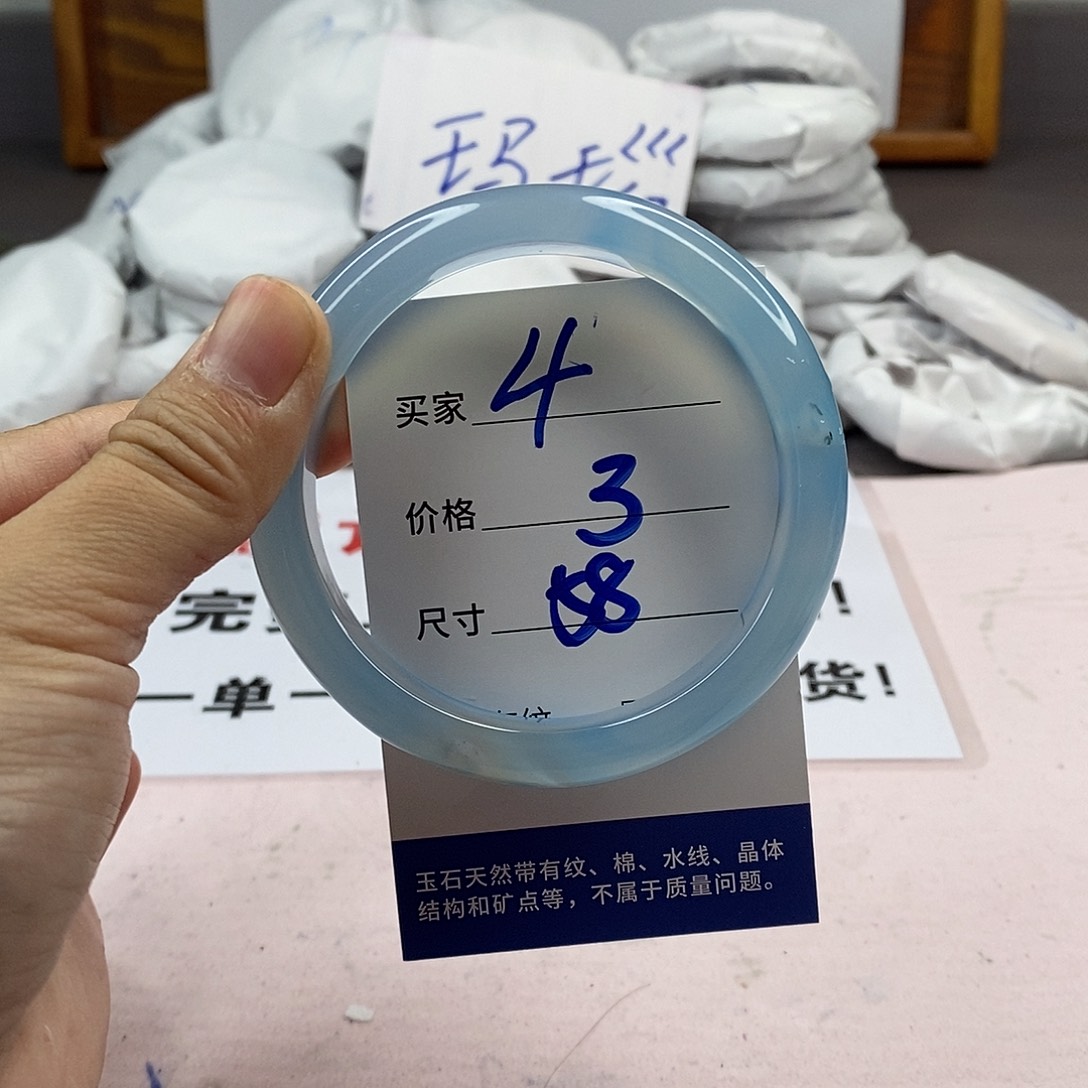 玛瑙
买家 4
价格 3
尺寸 58
完
一单一 货!
玉石天然带有纹、棉、水线、晶体
结构和矿点等，不属于质量问题。